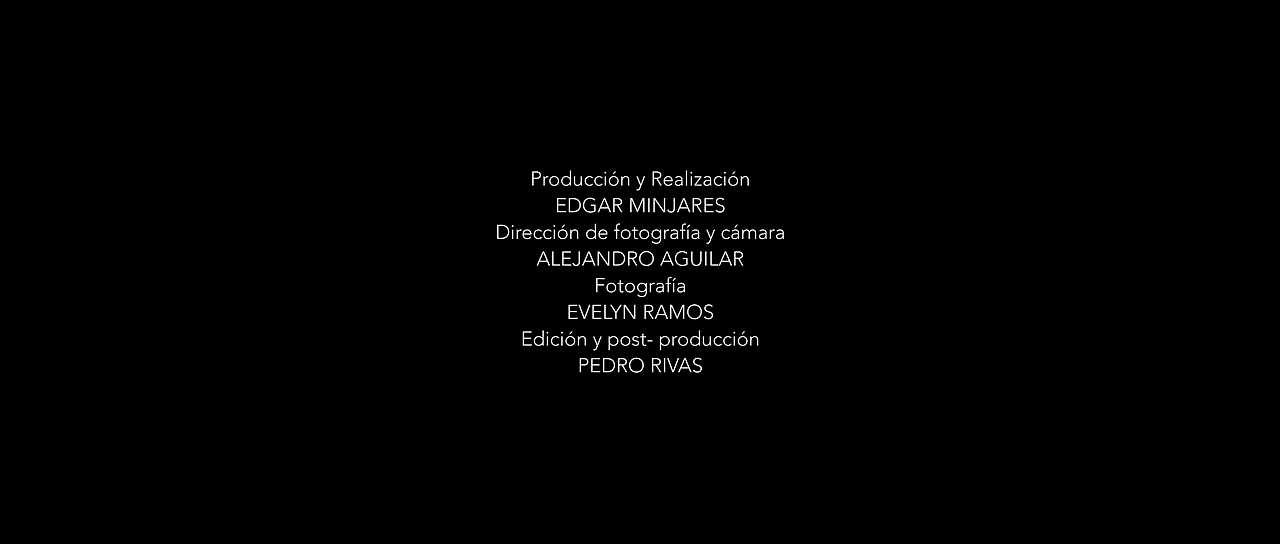 Producción y Realización
EDGAR MINJARES
Dirección de fotografía y cámara
ALEJANDRO AGUILAR
Fotografía
EVELYN RAMOS
Edición y post- producción
PEDRO RIVAS